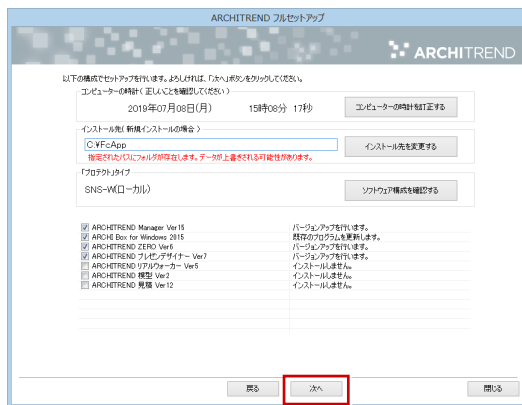 ARCHITREND フルセットアップ
ARCHITREND
以下の構成でセットアップを行います。よろしければ、「次へ」ボタンをクリックしてください。
コンピューターの時計( 正しいことを確認してください )
2019年07月08日(月) 15時08分 17秒 コンピューターの時計を訂正する
インストール先( 新規インストールの場合 )
C:¥FcApp
インストール先を変更する
指定されたパスにフォルダが存在します。データが上書きされる可能性があります。
「プロテクト」タイプ
SNS-W(ローカル) ソフトウェア構成を確認する
ARCHITREND Manager Ver15 バージョンアップを行います。
ARCHI Box for Windows 2015 既存のプログラムを更新します。
ARCHITREND ZERO Ver6 バージョンアップを行います。
ARCHITREND プレゼンデザイナー Ver7 バージョンアップを行います。
ARCHITREND リアルウォーカー Ver5 インストールしません。
ARCHITREND 模型 Ver2 インストールしません。
ARCHITREND 見積 Ver12 インストールしません。
戻る 次へ 閉じる